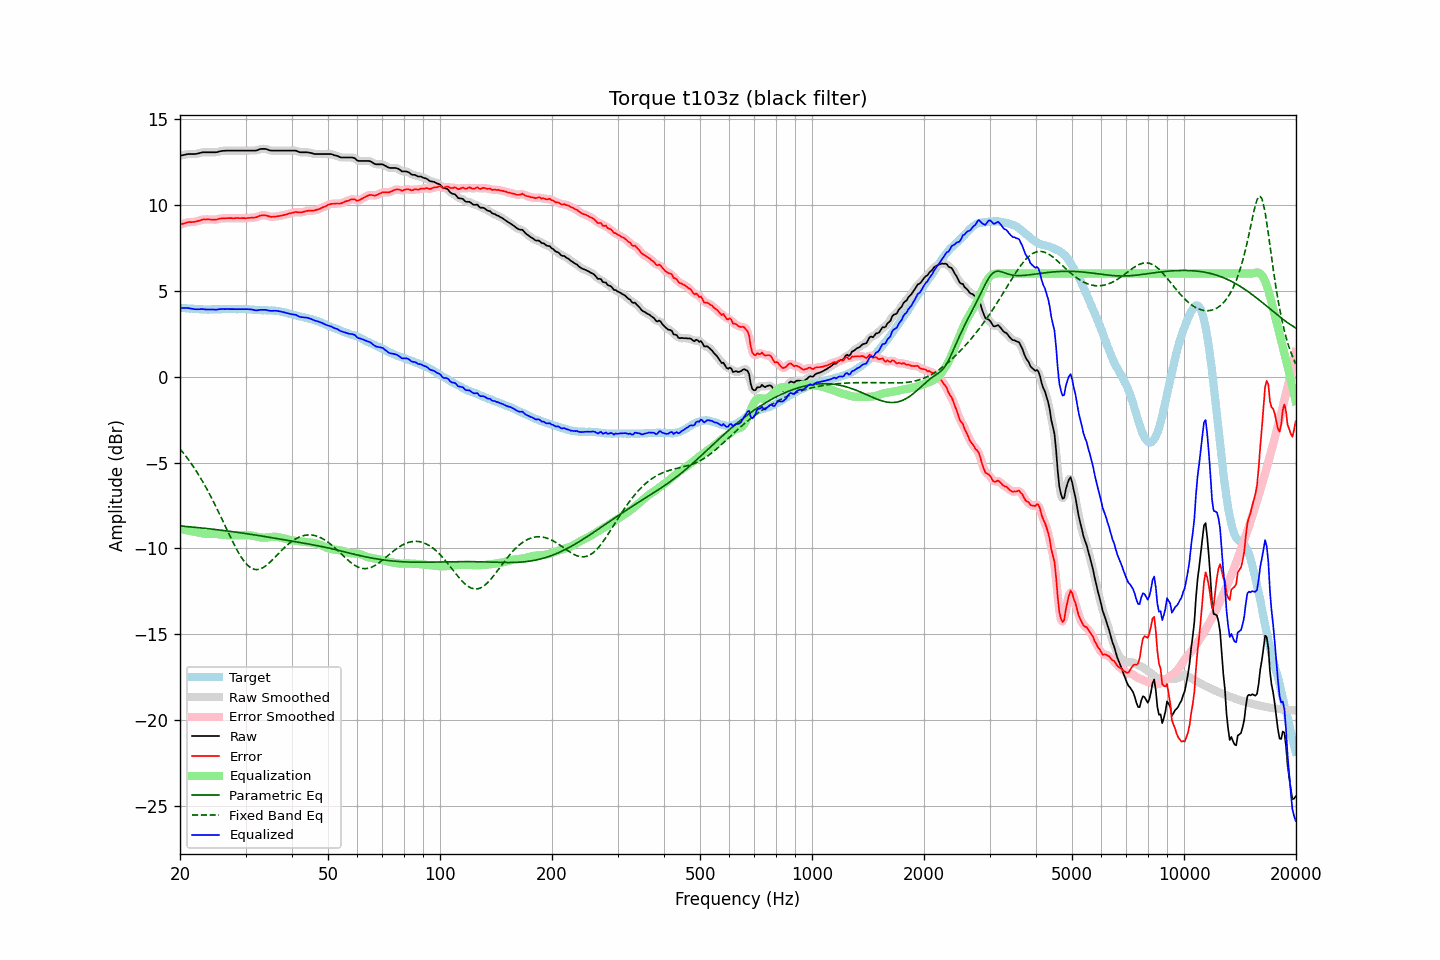 Torque t103z (black filter)
15
10
5
0
−5
−10
−15
−20
−25
Amplitude (dBr)
Target
Raw Smoothed
Error Smoothed
Raw
Error
Equalization
Parametric Eq
Fixed Band Eq
Equalized
20 50 100 200 500 1000 2000 5000 10000 20000
Frequency (Hz)